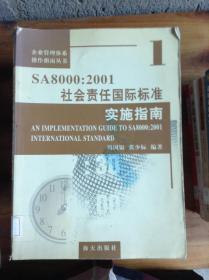 企业管理体系
操作指南丛书
1
SA8000:2001
社会责任国际标准
实施指南
AN IMPLEMENTATION GUIDE TO SA8000:2001
INTERNATIONAL STANDARD
编著
海天出版社